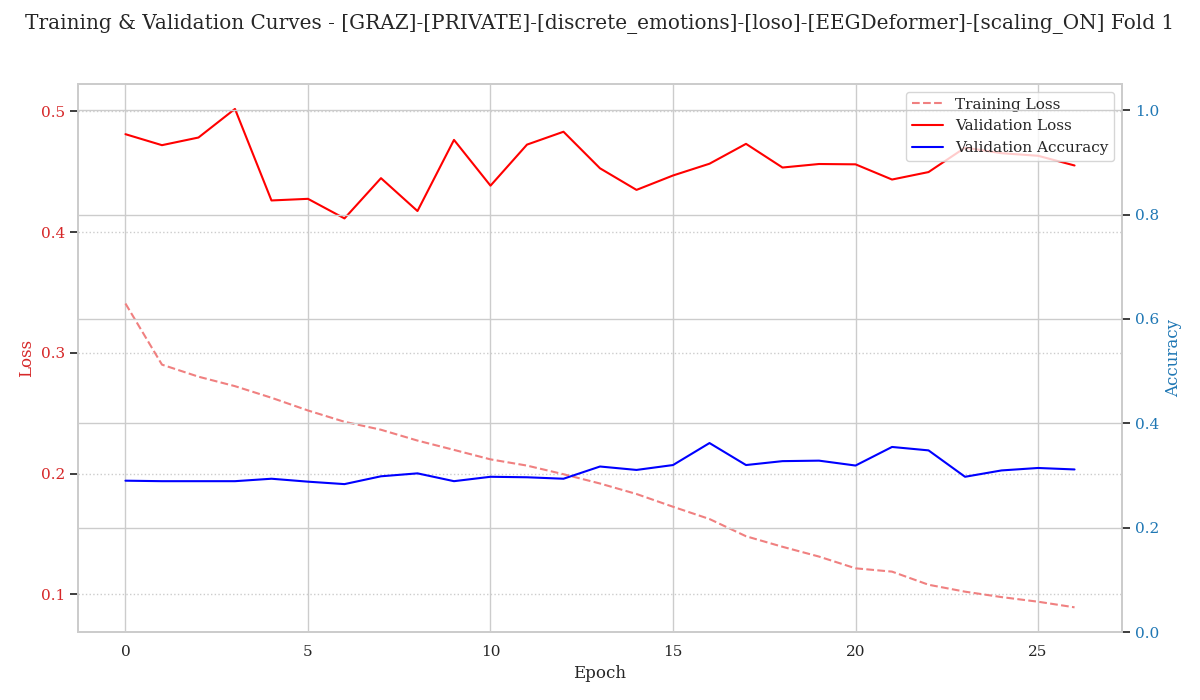 Training & Validation Curves - [GRAZ]-[PRIVATE]-[discrete_emotions]-[loso]-[EEGDeformer]-[scaling_ON] Fold 1
Training Loss
Validation Loss
Validation Accuracy
0.5
0.4
0.3
0.2
0.1
Loss
1.0
0.8
0.6
0.4
0.2
0.0
Accuracy
0
5
10
15
20
25
Epoch